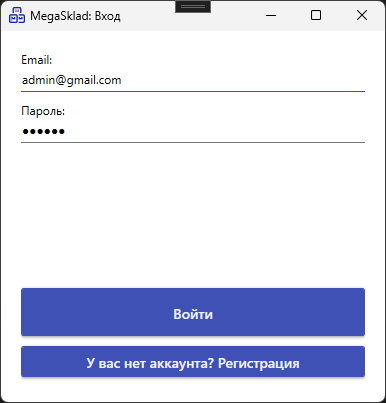 MegaSklad: Вход
Email:
admin@gmail.com
Пароль:
●●●●●●
Войти
У вас нет аккаунта? Регистрация